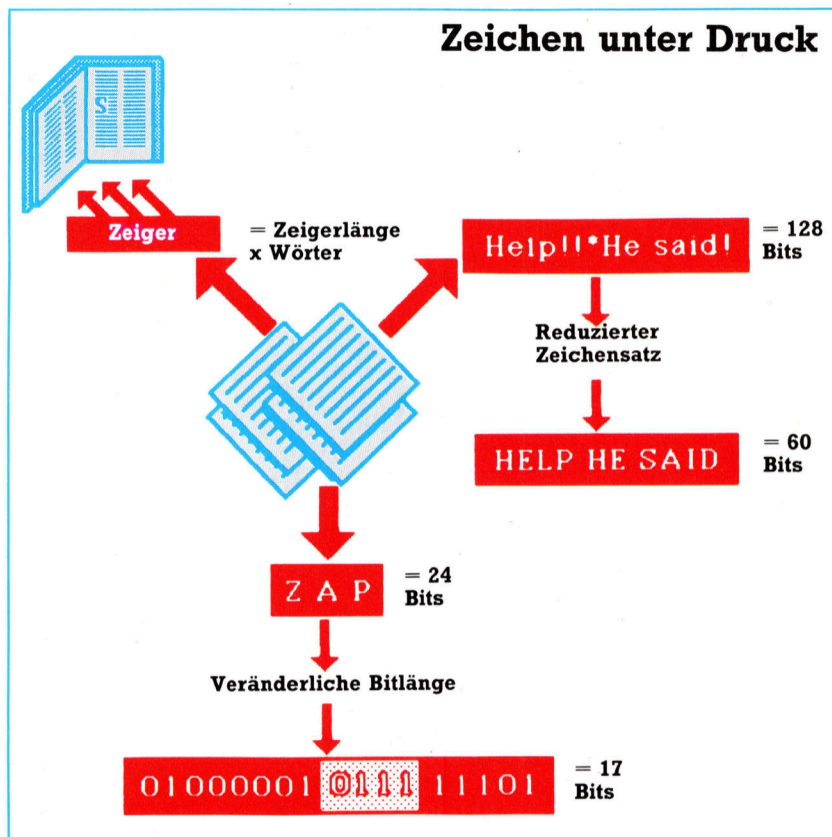 Zeichen unter Druck
S
Zeiger
= Zeigerlänge
x Wörter
Help!!*He said!
= 128
Bits
Reduzierter
Zeichensatz
HELP HE SAID
= 60
Bits
Z A P
= 24
Bits
Veränderliche Bitlänge
01000001 0111 11101
= 17
Bits